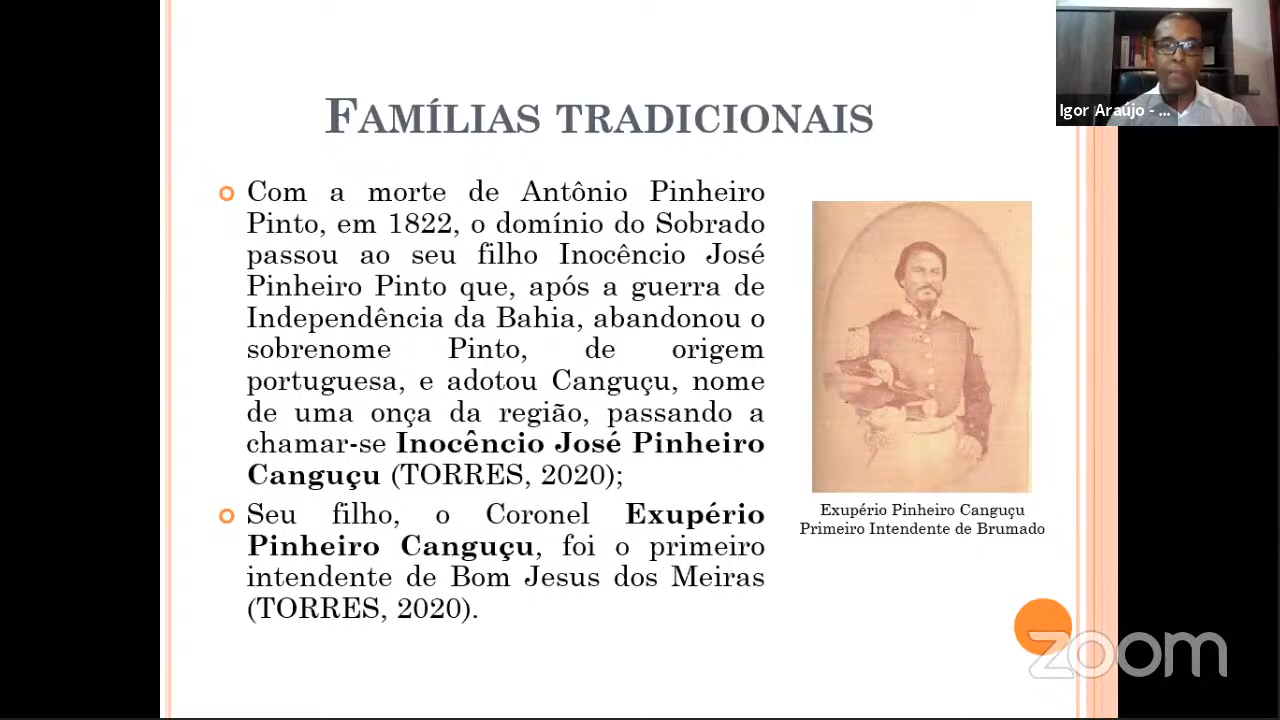 FAMÍLIAS TRADICIONAIS
Com a morte de Antônio Pinheiro
Pinto, em 1822, o domínio do Sobrado
passou ao seu filho Inocêncio José
Pinheiro Pinto que, após a guerra de
Independência da Bahia, abandonou o
sobrenome Pinto, de origem
portuguesa, e adotou Canguçu, nome
de uma onça da região, passando a
chamar-se Inocêncio José Pinheiro
Canguçu (TORRES, 2020);
Seu filho, o Coronel Exupério
Pinheiro Canguçu, foi o primeiro
intendente de Bom Jesus dos Meiras
(TORRES, 2020).
Exupério Pinheiro Canguçu
Primeiro Intendente de Brumado
Igor Araújo - ...
zoom